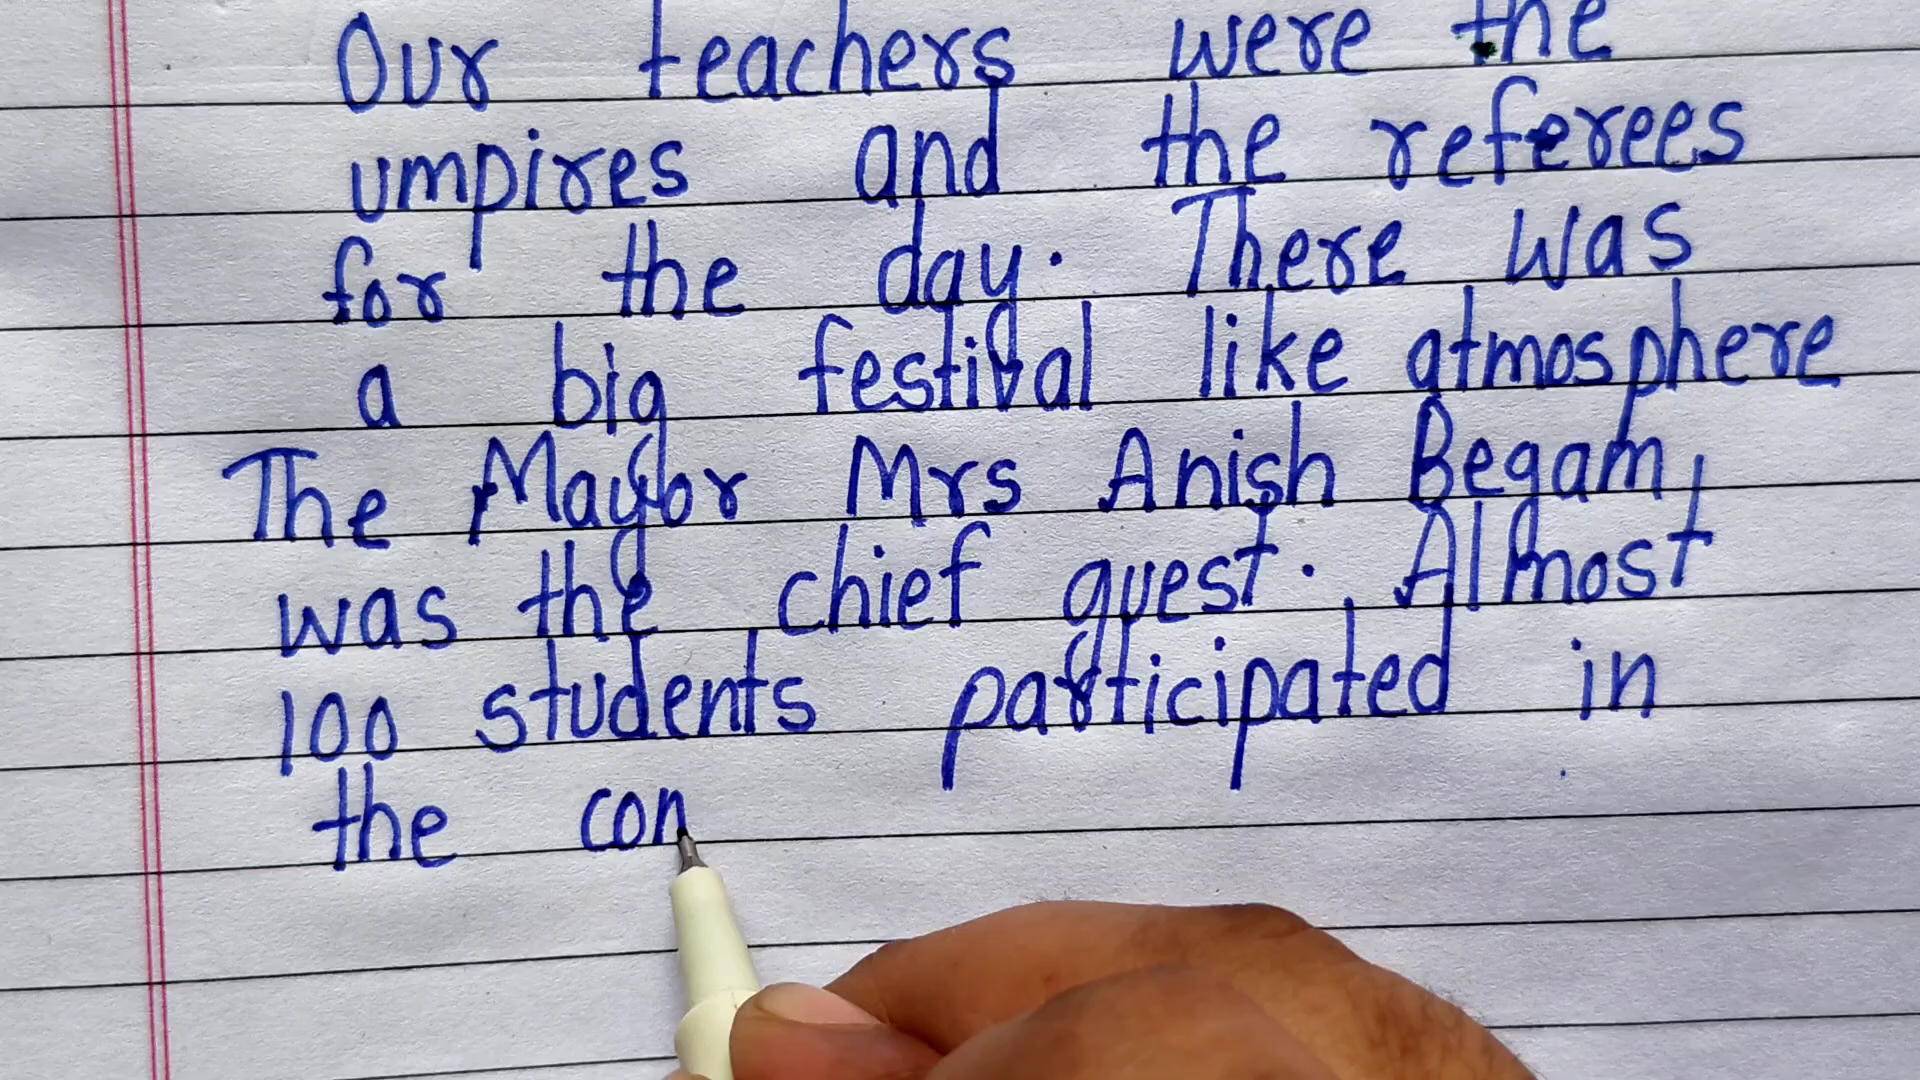 Our teachers were the
umpires and the referees
for the day. There was
a big festival like atmosphere
The Mayor Mrs Anish Begam,
was the chief guest. Almost
100 students participated in
the con